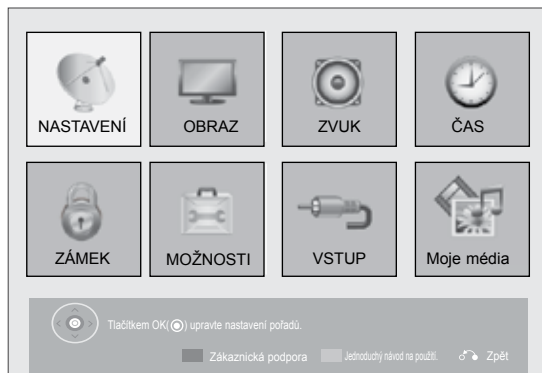 NASTAVENÍ OBRAZ ZVUK ČAS
ZÁMEK MOŽNOSTI VSTUP Moje média
Tlačítkem OK(◉) upravte nastavení pořadů.
Zákaznická podpora Jednoduchý návod na použití. Zpět